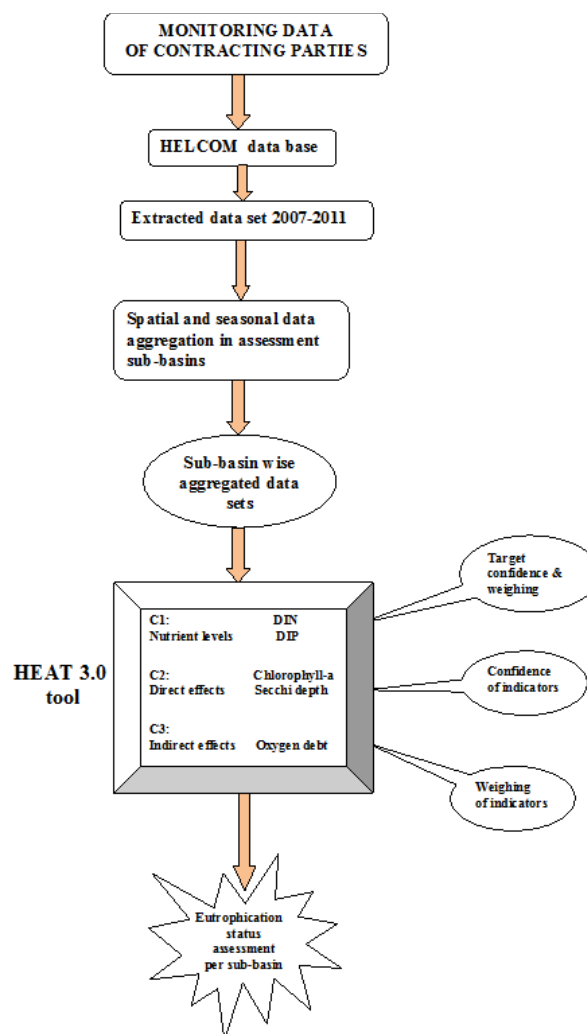 MONITORING DATA
OF CONTRACTING PARTIES
HELCOM data base
Extracted data set 2007-2011
Spatial and seasonal data
aggregation in assessment
sub-basins
Sub-basin wise
aggregated data
sets
HEAT 3.0
tool
C1: DIN
Nutrient levels DIP
C2: Chlorophyll-a
Direct effects Secchi depth
C3:
Indirect effects Oxygen debt
Target
confidence &
weighing
Confidence
of indicators
Weighing
of indicators
Eutrophication
status
assessment
per sub-basin